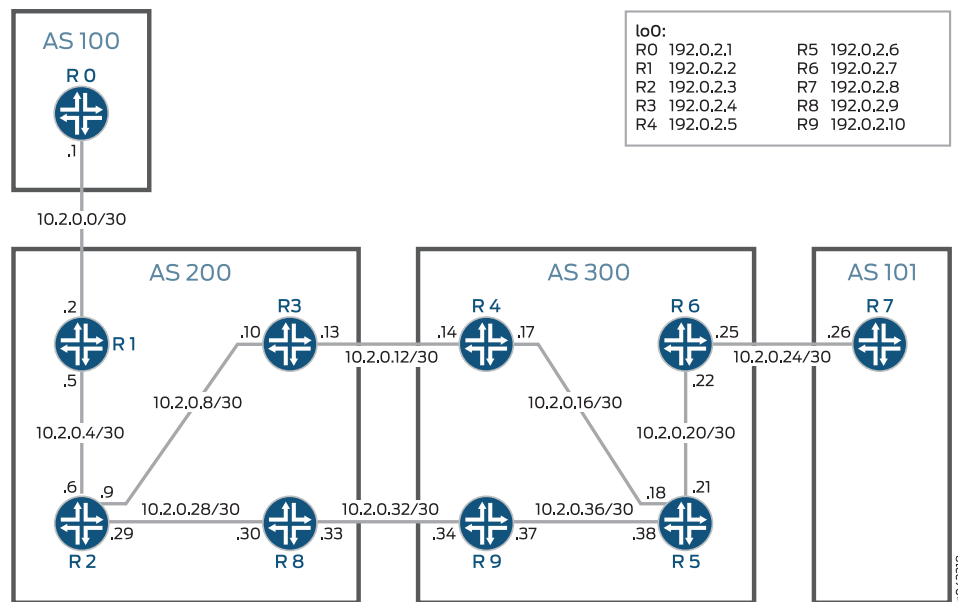 AS 100
R 0
.1
10.2.0.0/30
lo0:
R0 192.0.2.1 R5 192.0.2.6
R1 192.0.2.2 R6 192.0.2.7
R2 192.0.2.3 R7 192.0.2.8
R3 192.0.2.4 R8 192.0.2.9
R4 192.0.2.5 R9 192.0.2.10
AS 200
.2
R 1
.5
10.2.0.4/30
.6
.9
R 2
.29
10.2.0.8/30
.10
R3
.13
10.2.0.28/30
.30
R 8
.33
10.2.0.12/30
10.2.0.32/30
AS 300
.14
R 4
.17
10.2.0.16/30
.34
R 9
.37
10.2.0.36/30
R 6
.25
.22
10.2.0.20/30
.18
.21
.38
R 5
10.2.0.24/30
AS 101
R 7
.26